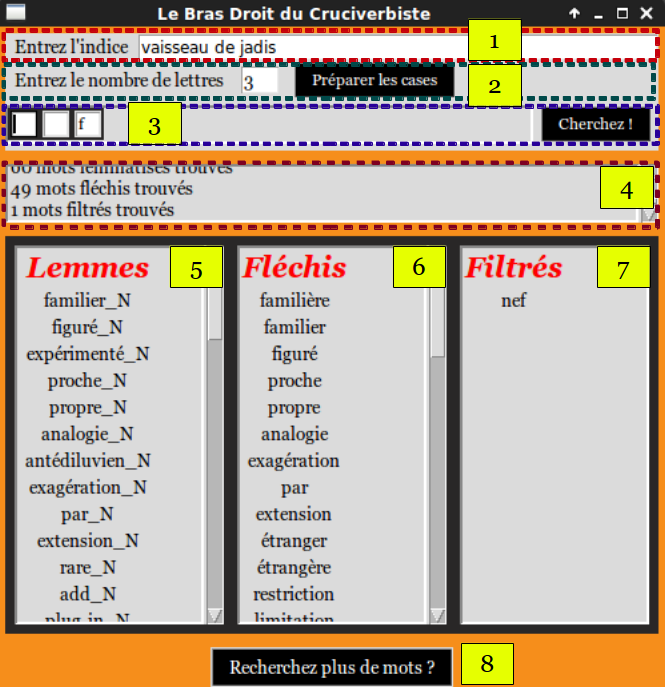 Le Bras Droit du Cruciverbiste
Entrez l'indice vaisseau de jadis 1
Entrez le nombre de lettres 3 Préparer les cases 2
f 3 Cherchez !
mots lemmatisés trouvés
49 mots fléchis trouvés 4
1 mots filtrés trouvés
Lemmes 5 Fléchis 6 Filtrés 7
familier_N familière nef
figuré_N familier
expérimenté_N figuré
proche_N proche
propre_N propre
analogie_N analogie
antédiluvien_N exagération
exagération_N par
par_N extension
extension_N étranger
rare_N étrangère
add_N restriction
plug-in_N limitation
Recherchez plus de mots ? 8